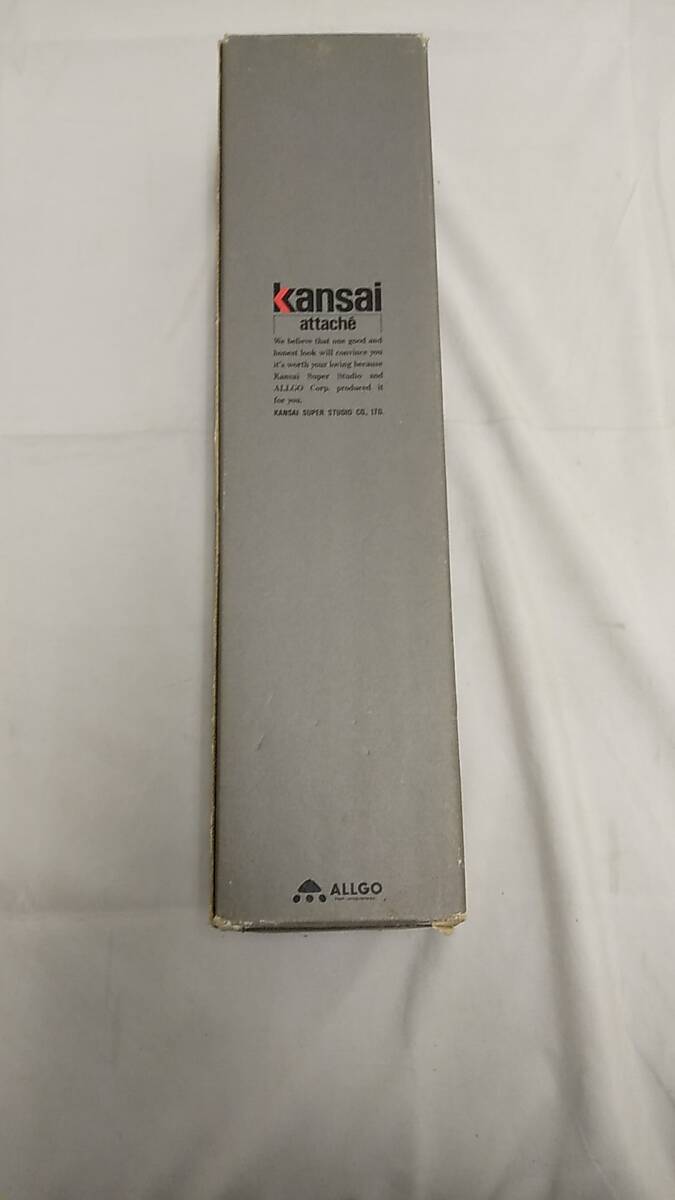 kansai
attaché
We believe that one good and
honest look will convince you
it's worth your loving because
Kansai Super Studio and
ALLGO Corp. produced it
for you.
KANSAI SUPER STUDIO CO., LTD.
ALLGO